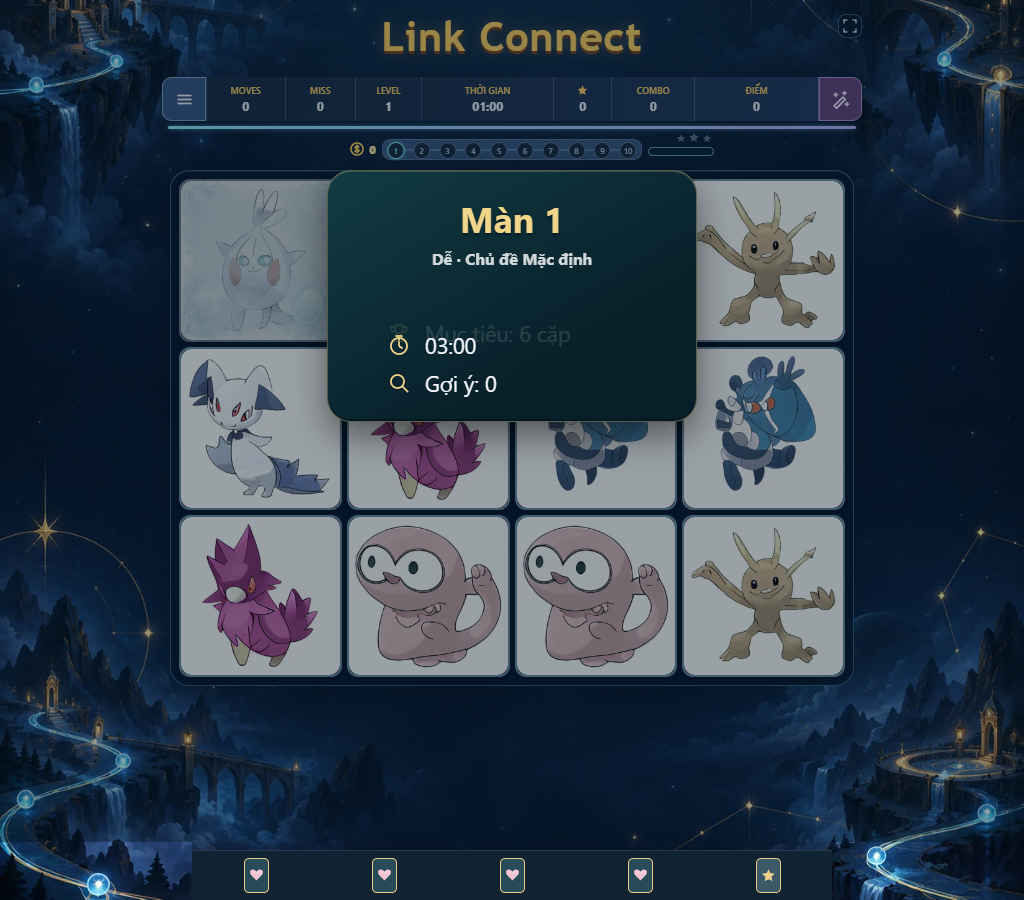 Link Connect
MOVES MISS LEVEL THỜI GIAN COMBO ĐIỂM
0 0 1 01:00 0 0 0
0 1 2 3 4 5 6 7 8 9 10
Màn 1
Dễ · Chủ đề Mặc định
Mục tiêu: 6 cặp
03:00
Gợi ý: 0